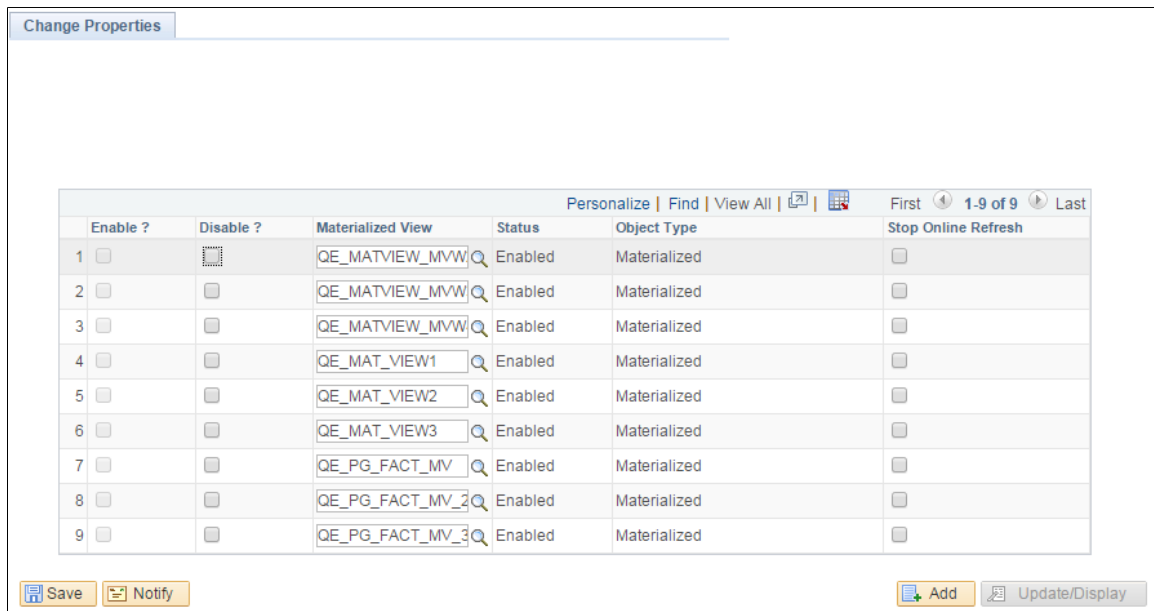 Change Properties
Personalize | Find | View All | | First 1-9 of 9 Last
Enable ? Disable ? Materialized View Status Object Type Stop Online Refresh
1 QE_MATVIEW_MVW Enabled Materialized
2 QE_MATVIEW_MVW Enabled Materialized
3 QE_MATVIEW_MVW Enabled Materialized
4 QE_MAT_VIEW1 Enabled Materialized
5 QE_MAT_VIEW2 Enabled Materialized
6 QE_MAT_VIEW3 Enabled Materialized
7 QE_PG_FACT_MV Enabled Materialized
8 QE_PG_FACT_MV_2 Enabled Materialized
9 QE_PG_FACT_MV_3 Enabled Materialized
Save Notify Add Update/Display